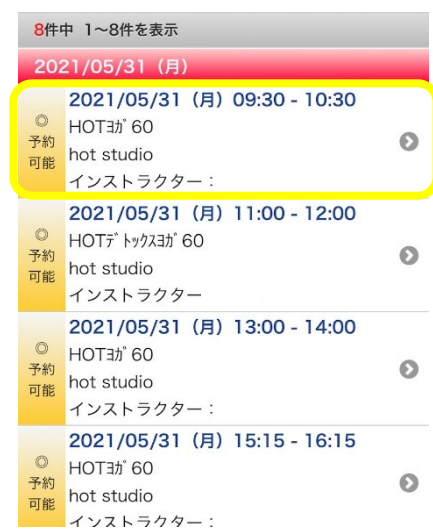 8件中 1～8件を表示
2021/05/31（月）
◎
予約
可能
2021/05/31（月）09:30 - 10:30
HOTﾖｶﾞ60
hot studio
インストラクター：
◎
予約
可能
2021/05/31（月）11:00 - 12:00
HOTﾃﾞﾄｯｸｽﾖｶﾞ60
hot studio
インストラクター
◎
予約
可能
2021/05/31（月）13:00 - 14:00
HOTﾖｶﾞ60
hot studio
インストラクター：
◎
予約
可能
2021/05/31（月）15:15 - 16:15
HOTﾖｶﾞ60
hot studio
インストラクター：